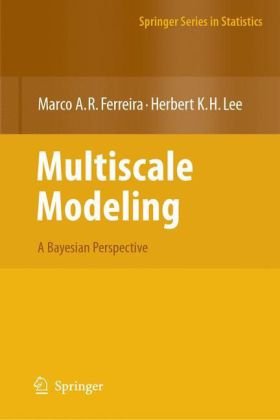 Springer Series in Statistics
Marco A.R. Ferreira · Herbert K.H. Lee
Multiscale
Modeling
A Bayesian Perspective
Springer